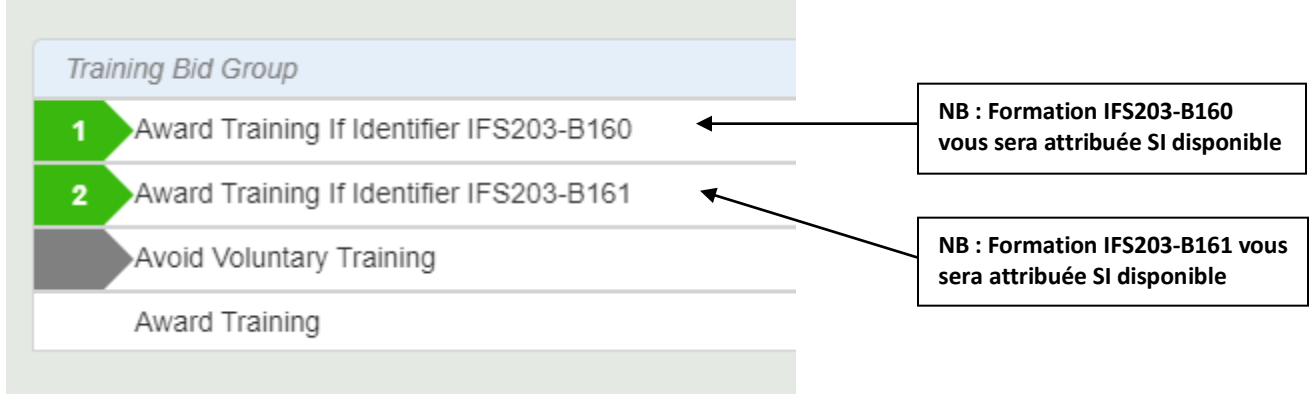 Training Bid Group
1 Award Training If Identifier IFS203-B160
2 Award Training If Identifier IFS203-B161
Avoid Voluntary Training
Award Training
NB : Formation IFS203-B160
vous sera attribuée SI disponible
NB : Formation IFS203-B161 vous
sera attribuée SI disponible